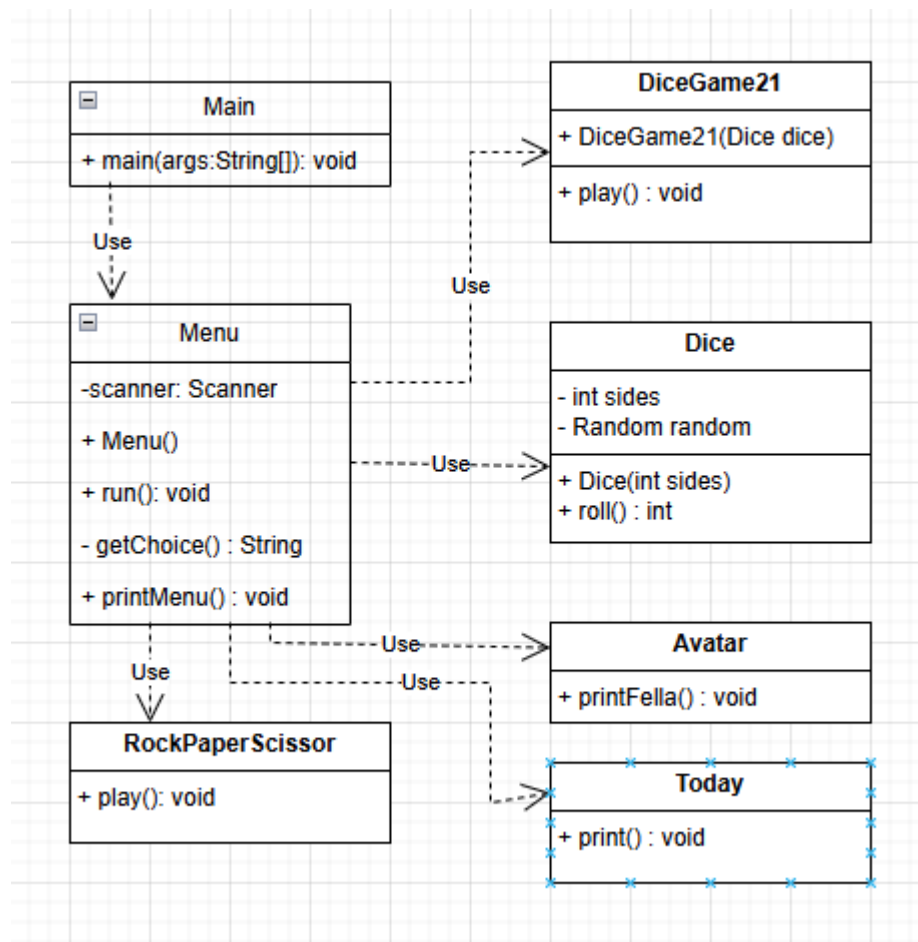 Main
+ main(args:String[]): void
Use
Menu
-scanner: Scanner
+ Menu()
+ run(): void
- getChoice() : String
+ printMenu() : void
Use
RockPaperScissor
+ play(): void
Use
DiceGame21
+ DiceGame21(Dice dice)
+ play() : void
Use
Dice
- int sides
- Random random
+ Dice(int sides)
+ roll() : int
Use
Avatar
+ printFella() : void
Use
Today
+ print() : void